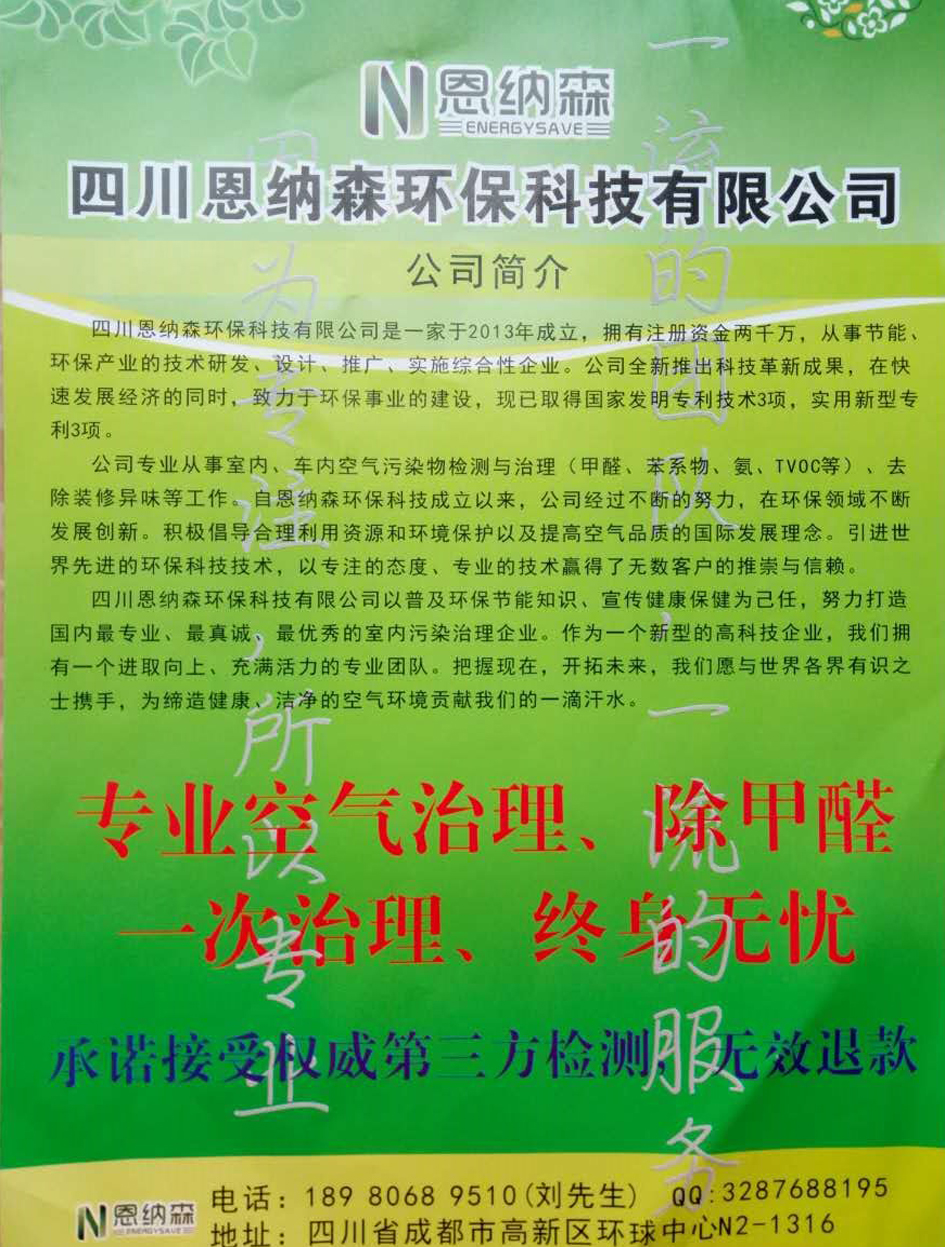 恩纳森
ENERGYSAVE
四川恩纳森环保科技有限公司
公司简介
四川恩纳森环保科技有限公司是一家于2013年成立，拥有注册资金两千万，从事节能、
环保产业的技术研发、设计、推广、实施综合性企业。公司全新推出科技革新成果，在快
速发展经济的同时，致力于环保事业的建设，现已取得国家发明专利技术3项，实用新型专
利3项。
公司专业从事室内、车内空气污染物检测与治理（甲醛、苯系物、氨、TVOC等）、去
除装修异味等工作。自恩纳森环保科技成立以来，公司经过不断的努力，在环保领域不断
发展创新。积极倡导合理利用资源和环境保护以及提高空气品质的国际发展理念。引进世
界先进的环保科技技术，以专注的态度、专业的技术赢得了无数客户的推崇与信赖。
四川恩纳森环保科技有限公司以普及环保节能知识、宣传健康保健为己任，努力打造
国内最专业、最真诚、最优秀的室内污染治理企业。作为一个新型的高科技企业，我们拥
有一个进取向上、充满活力的专业团队。把握现在，开拓未来，我们愿与世界各界有识之
士携手，为缔造健康、洁净的空气环境贡献我们的一滴汗水。
专业空气治理、除甲醛
一次治理、终身无忧
承诺接受权威第三方检测，无效退款
一流的团队，一流的服务
因为专注，所以专业
恩纳森
ENERGYSAVE
电话：189 8068 9510(刘先生) QQ:3287688195
地址：四川省成都市高新区环球中心N2-1316